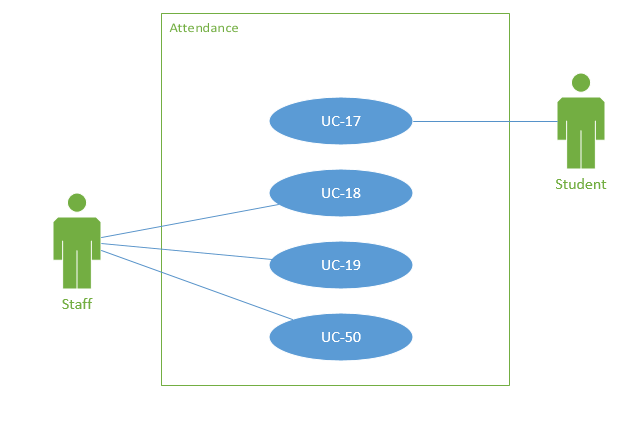 Attendance
UC-17
Student
UC-18
UC-19
Staff
UC-50